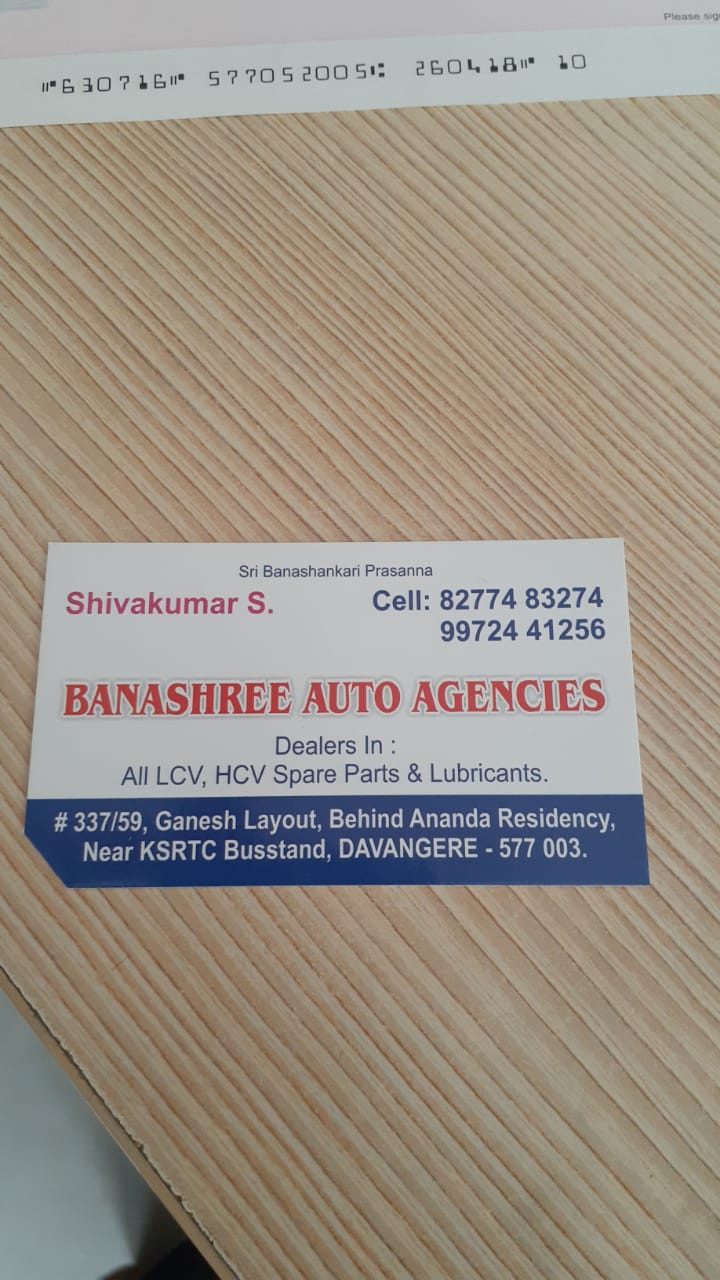 Please sig
⑈630716⑈ 577052005⑆ 260418⑈ 10
Sri Banashankari Prasanna
Shivakumar S.
Cell: 82774 83274
99724 41256
BANASHREE AUTO AGENCIES
Dealers In :
All LCV, HCV Spare Parts & Lubricants.
# 337/59, Ganesh Layout, Behind Ananda Residency,
Near KSRTC Busstand, DAVANGERE - 577 003.